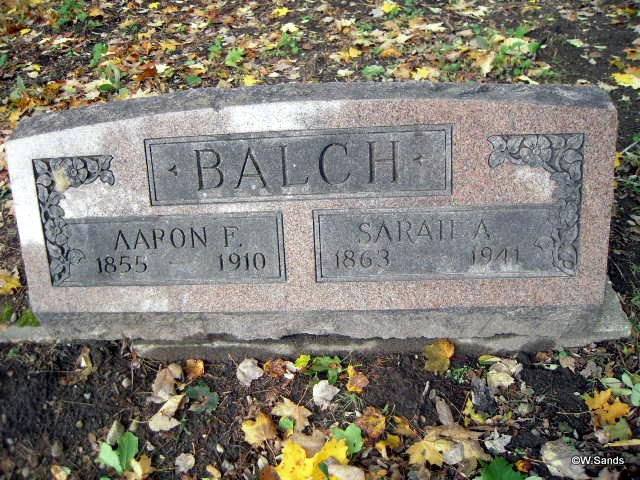 BALCH
AARON F.
1855 - 1910
SARAH A.
1863 1941
©W.Sands